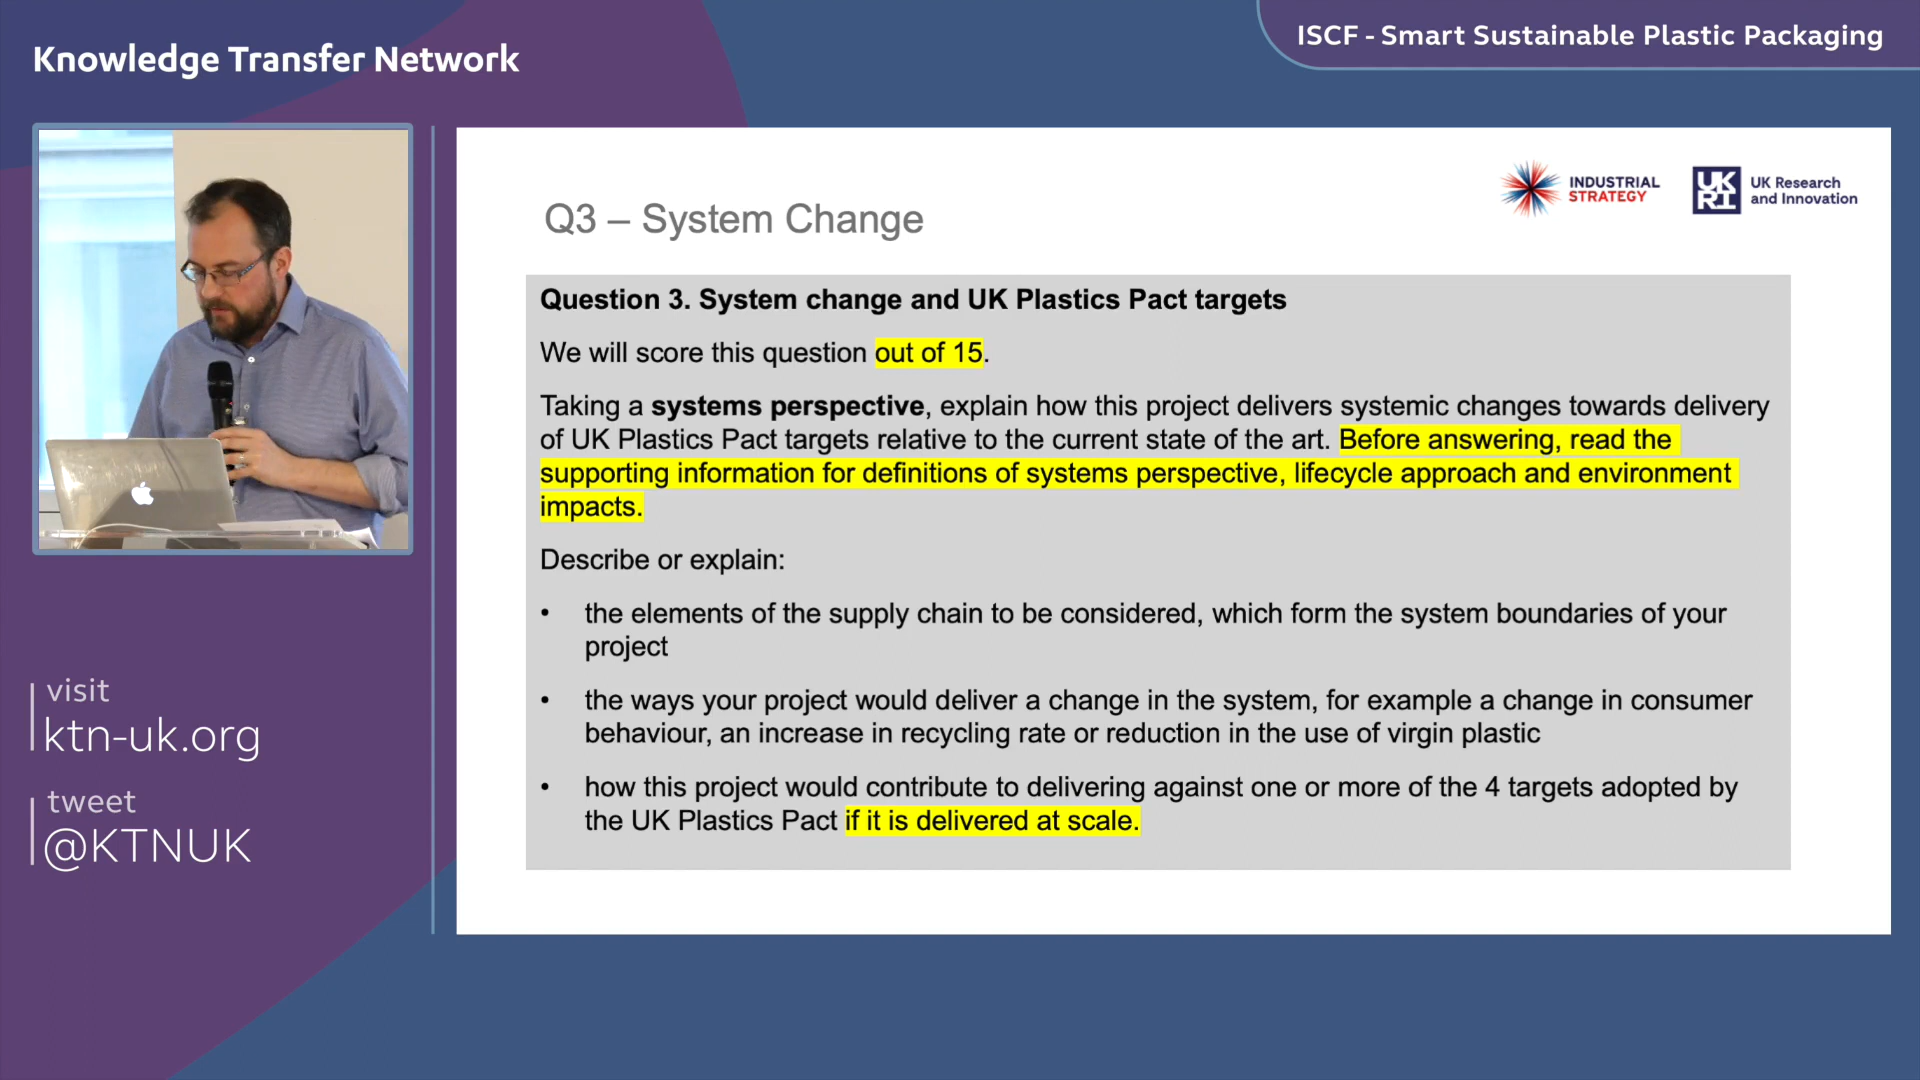 Knowledge Transfer Network
ISCF - Smart Sustainable Plastic Packaging
INDUSTRIAL
STRATEGY
UK
RI
UK Research
and Innovation
Q3 – System Change
Question 3. System change and UK Plastics Pact targets
We will score this question out of 15.
Taking a systems perspective, explain how this project delivers systemic changes towards delivery
of UK Plastics Pact targets relative to the current state of the art. Before answering, read the
supporting information for definitions of systems perspective, lifecycle approach and environment
impacts.
Describe or explain:
• the elements of the supply chain to be considered, which form the system boundaries of your
project
• the ways your project would deliver a change in the system, for example a change in consumer
behaviour, an increase in recycling rate or reduction in the use of virgin plastic
• how this project would contribute to delivering against one or more of the 4 targets adopted by
the UK Plastics Pact if it is delivered at scale.
visit
ktn-uk.org
tweet
@KTNUK